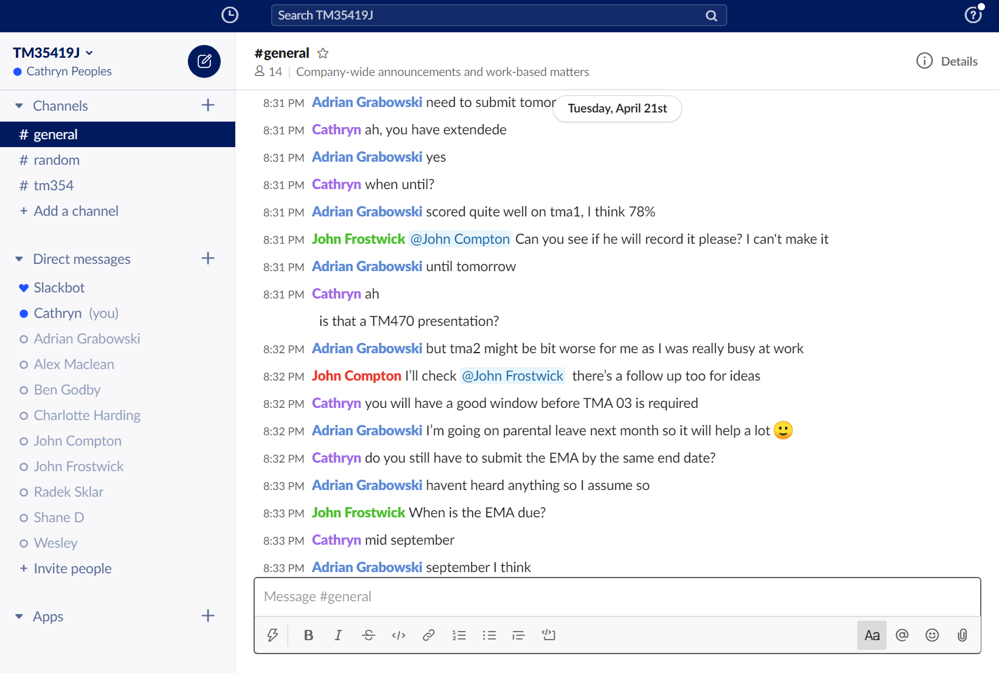 Search TM35419J
TM35419J
Cathryn Peoples
Channels
# general
# random
# tm354
+ Add a channel
Direct messages
Slackbot
Cathryn (you)
Adrian Grabowski
Alex Maclean
Ben Godby
Charlotte Harding
John Compton
John Frostwick
Radek Sklar
Shane D
Wesley
+ Invite people
Apps
#general
14 Company-wide announcements and work-based matters
Details
Tuesday, April 21st
8:31 PM Adrian Grabowski need to submit tomor
8:31 PM Cathryn ah, you have extendede
8:31 PM Adrian Grabowski yes
8:31 PM Cathryn when until?
8:31 PM Adrian Grabowski scored quite well on tma1, I think 78%
8:31 PM John Frostwick @John Compton Can you see if he will record it please? I can't make it
8:31 PM Adrian Grabowski until tomorrow
8:31 PM Cathryn ah
is that a TM470 presentation?
8:32 PM Adrian Grabowski but tma2 might be bit worse for me as I was really busy at work
8:32 PM John Compton I’ll check @John Frostwick there’s a follow up too for ideas
8:32 PM Cathryn you will have a good window before TMA 03 is required
8:32 PM Adrian Grabowski I’m going on parental leave next month so it will help a lot 🙂
8:32 PM Cathryn do you still have to submit the EMA by the same end date?
8:33 PM Adrian Grabowski havent heard anything so I assume so
8:33 PM John Frostwick When is the EMA due?
8:33 PM Cathryn mid september
8:33 PM Adrian Grabowski september I think
Message #general
B I S </> Aa @